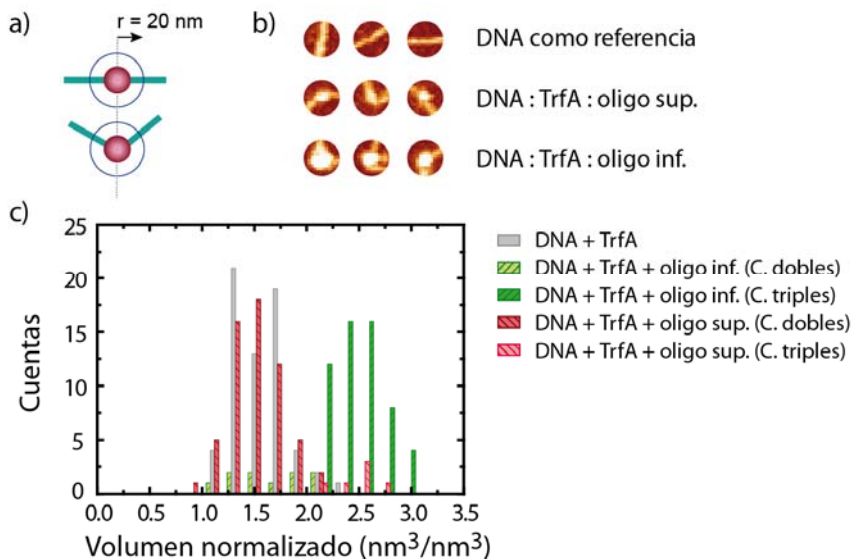 a)
r = 20 nm
b)
DNA como referencia
DNA : TrfA : oligo sup.
DNA : TrfA : oligo inf.
c)
25
20
15
10
5
0
Cuentas
0.0 0.5 1.0 1.5 2.0 2.5 3.0 3.5
Volumen normalizado (nm³/nm³)
DNA + TrfA
DNA + TrfA + oligo inf. (C. dobles)
DNA + TrfA + oligo inf. (C. triples)
DNA + TrfA + oligo sup. (C. dobles)
DNA + TrfA + oligo sup. (C. triples)